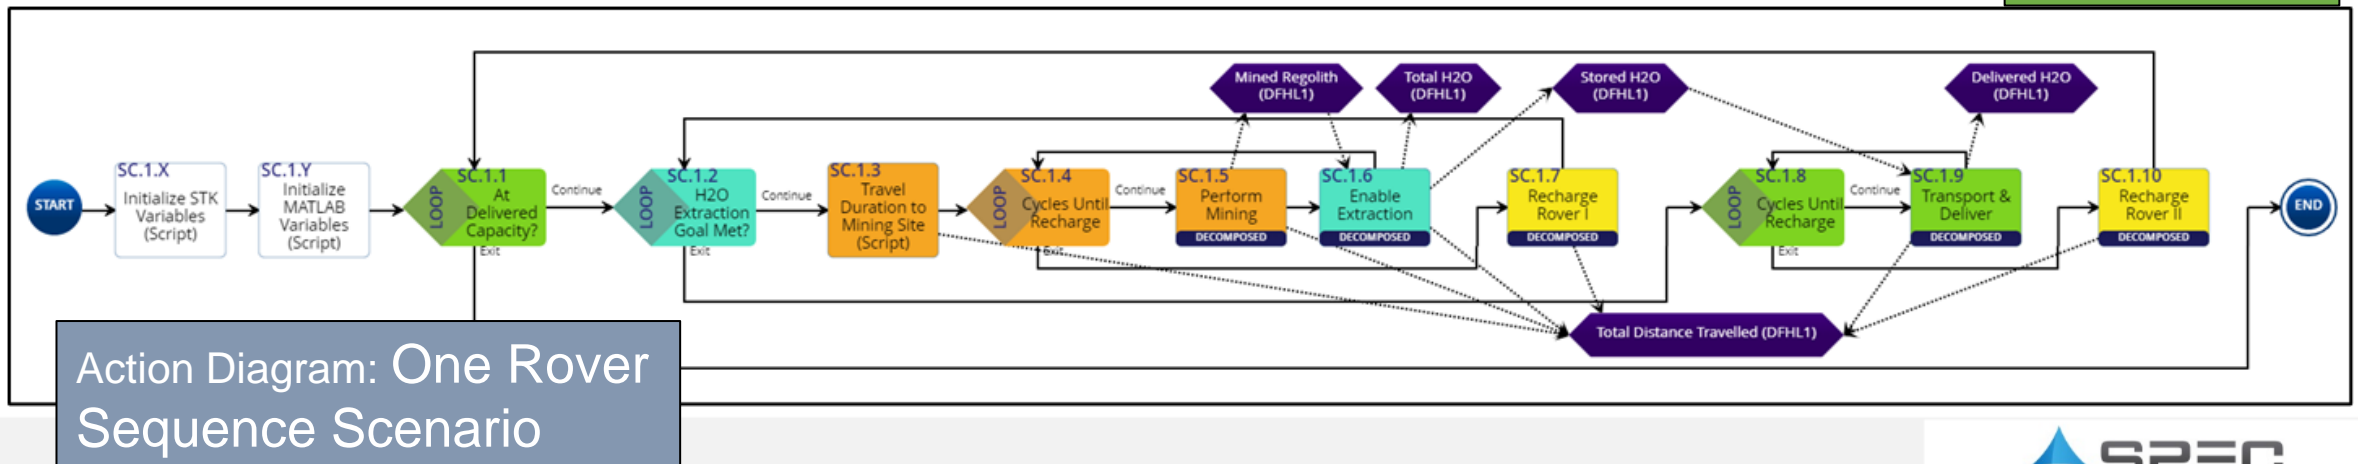 Mined Regolith
(DFHL1)
Total H2O
(DFHL1)
Stored H2O
(DFHL1)
Delivered H2O
(DFHL1)
START
SC.1.X
Initialize STK
Variables
(Script)
SC.1.Y
Initialize
MATLAB
Variables
(Script)
LOOP
SC.1.1
At
Delivered
Capacity?
Continue
Exit
LOOP
SC.1.2
H2O
Extraction
Goal Met?
Continue
Exit
SC.1.3
Travel
Duration to
Mining Site
(Script)
LOOP
SC.1.4
Cycles Until
Recharge
Continue
Exit
SC.1.5
Perform
Mining
DECOMPOSED
SC.1.6
Enable
Extraction
DECOMPOSED
SC.1.7
Recharge
Rover I
DECOMPOSED
LOOP
SC.1.8
Cycles Until
Recharge
Continue
Exit
SC.1.9
Transport &
Deliver
DECOMPOSED
SC.1.10
Recharge
Rover II
DECOMPOSED
END
Total Distance Travelled (DFHL1)
Action Diagram: One Rover
Sequence Scenario
SPEC